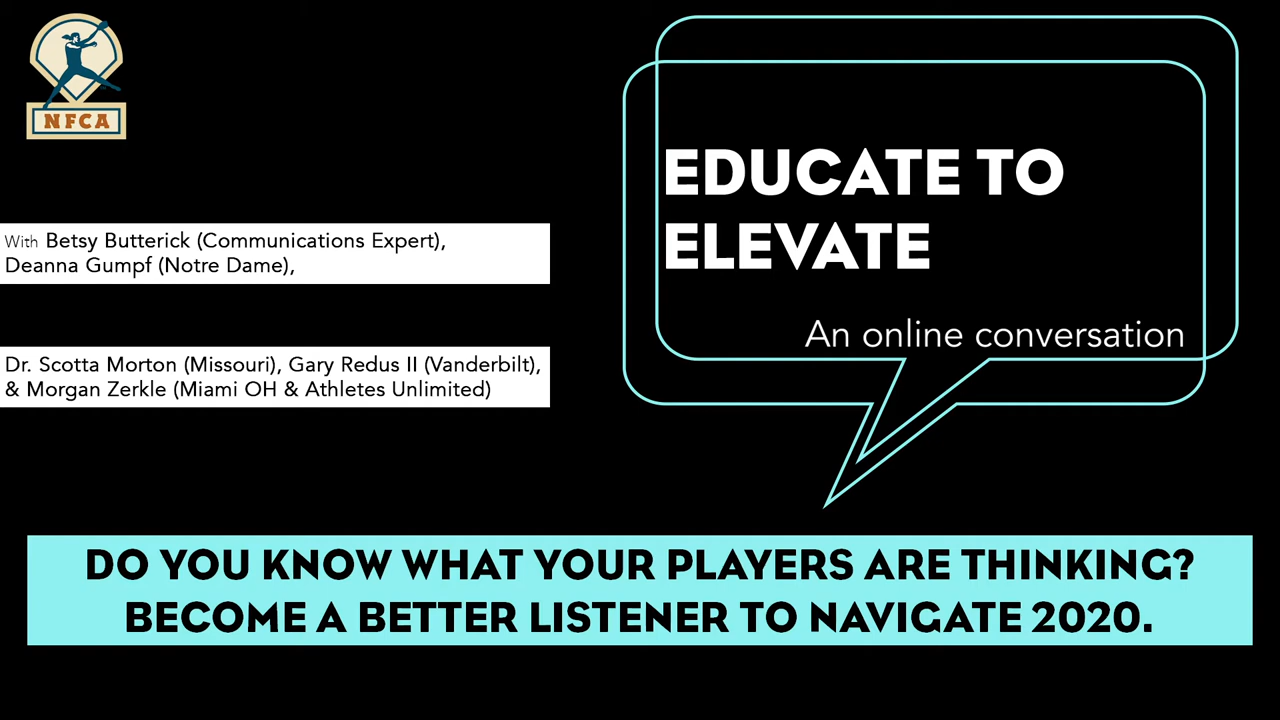 NFCA
EDUCATE TO
ELEVATE
An online conversation
With Betsy Butterick (Communications Expert),
Deanna Gumpf (Notre Dame),
Dr. Scotta Morton (Missouri), Gary Redus II (Vanderbilt),
& Morgan Zerkle (Miami OH & Athletes Unlimited)
DO YOU KNOW WHAT YOUR PLAYERS ARE THINKING?
BECOME A BETTER LISTENER TO NAVIGATE 2020.